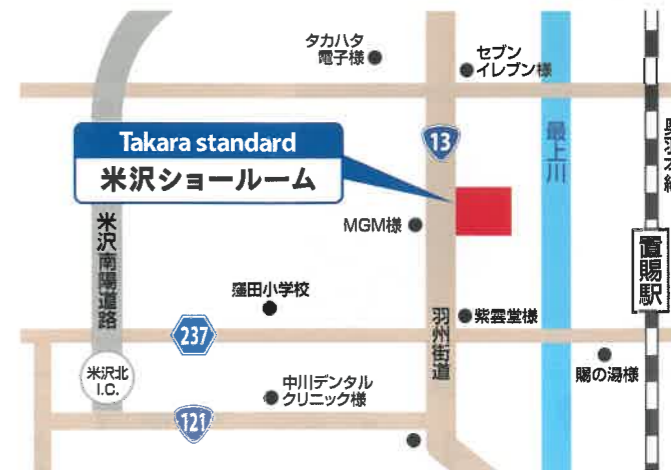 タカハタ
電子様
セブン
イレブン様
Takara standard
米沢ショールーム
13
最上川
奥羽本線
MGM様
米沢南陽道路
置賜駅
窪田小学校
羽州街道
紫雲堂様
237
賜の湯様
米沢北
I.C.
中川デンタル
クリニック様
121